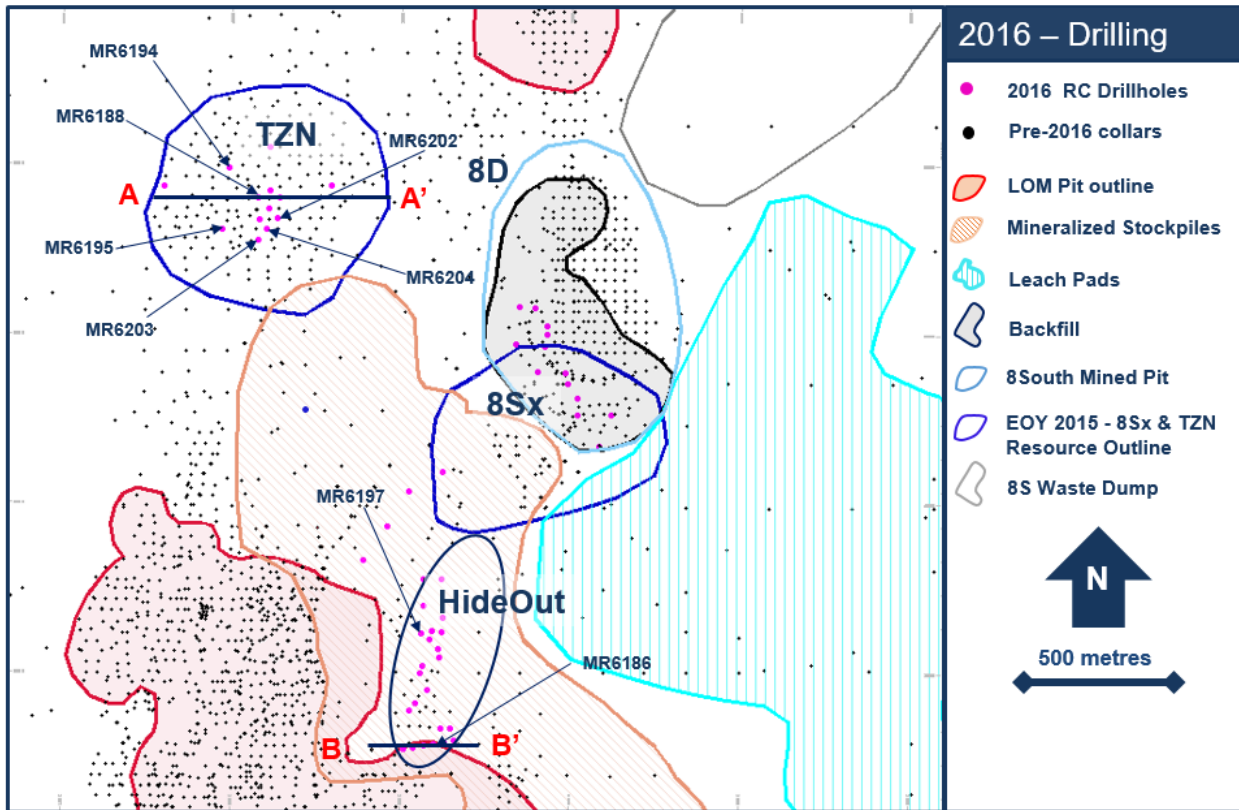 2016 – Drilling
MR6194
MR6188
TZN
MR6202
8D
A
A’
MR6195
MR6204
MR6203
8Sx
MR6197
HideOut
MR6186
B
B’
2016 RC Drillholes
Pre-2016 collars
LOM Pit outline
Mineralized Stockpiles
Leach Pads
Backfill
8South Mined Pit
EOY 2015 - 8Sx & TZN
Resource Outline
8S Waste Dump
N
500 metres